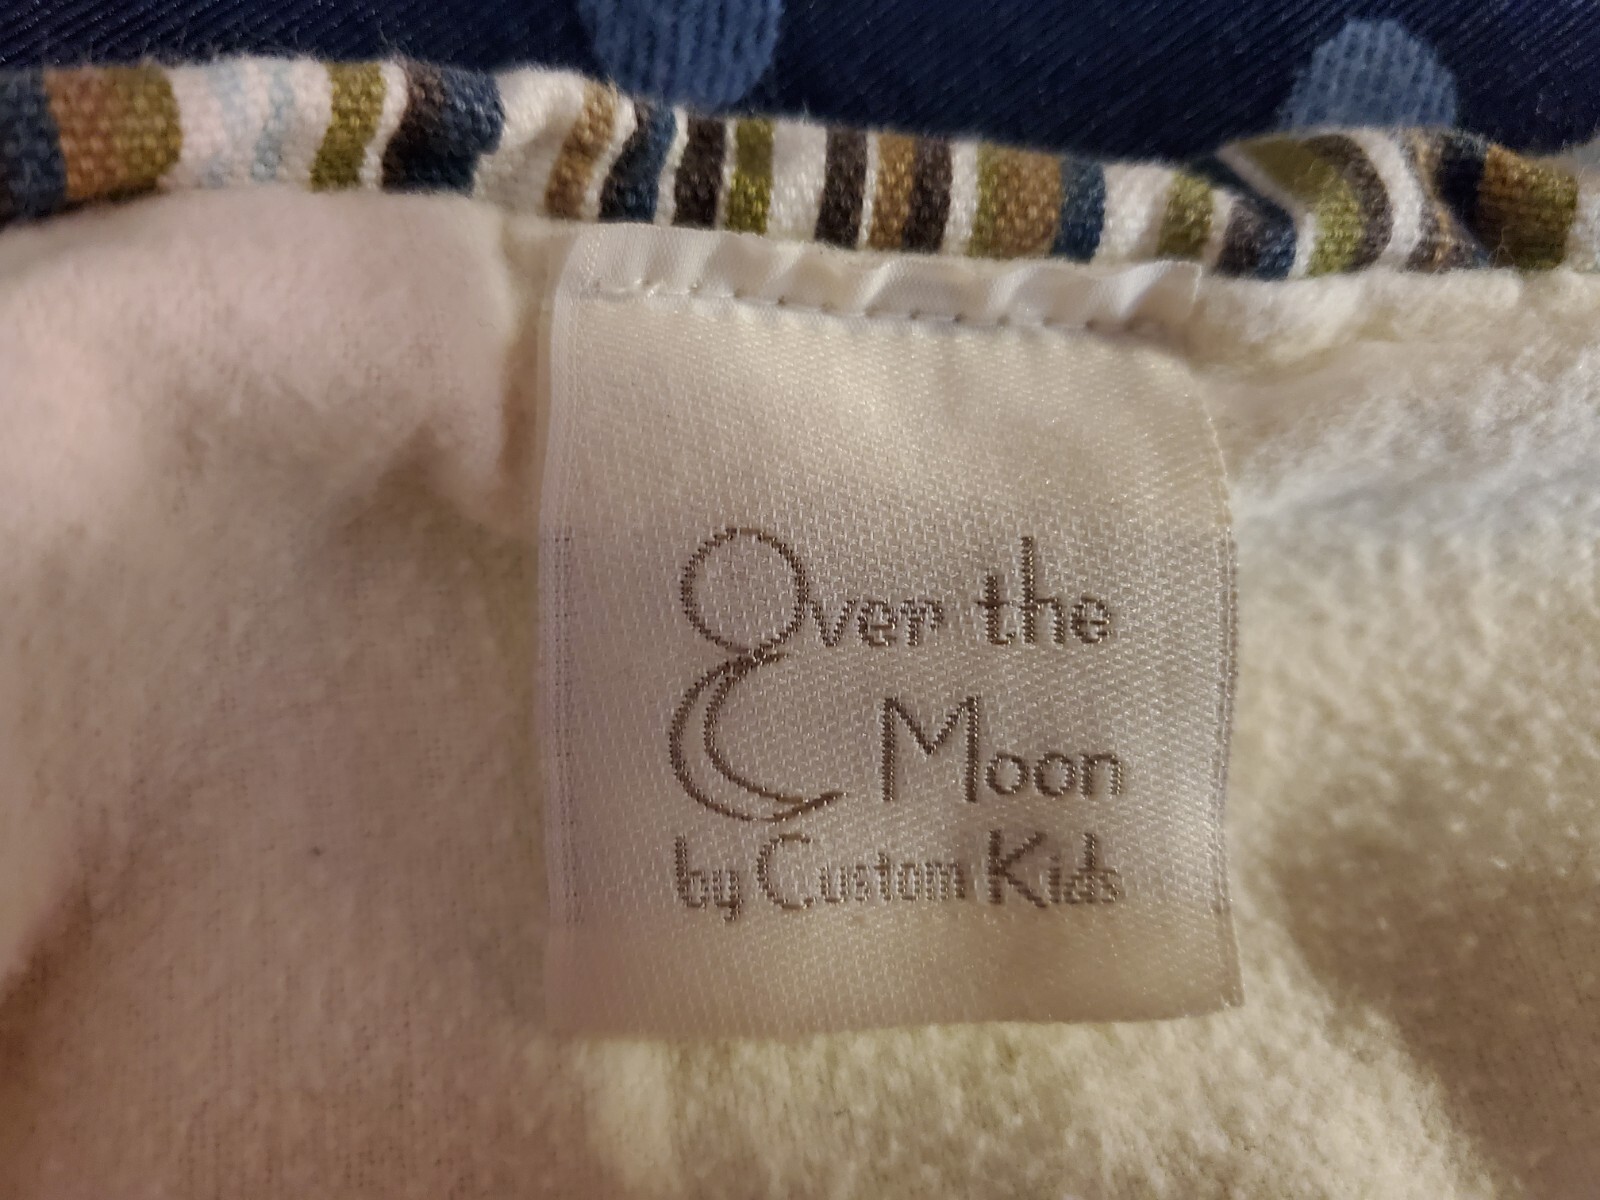 Over the
Moon
by Custom Kids